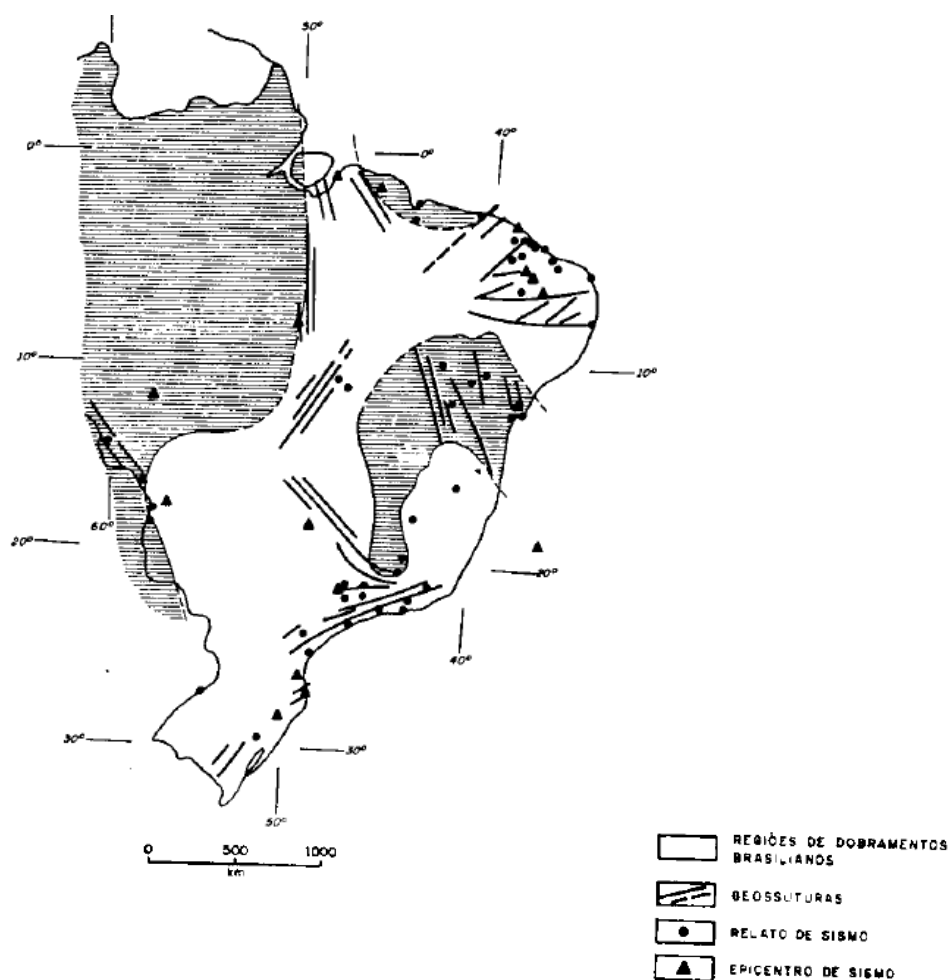 50°
40°
0°
0°
10°
10°
60°
20°
20°
40°
30°
30°
50°
0 500 1000
km
REGIÕES DE DOBRAMENTOS
BRASILIANOS
GEOSSUTURAS
RELATO DE SISMO
EPICENTRO DE SISMO